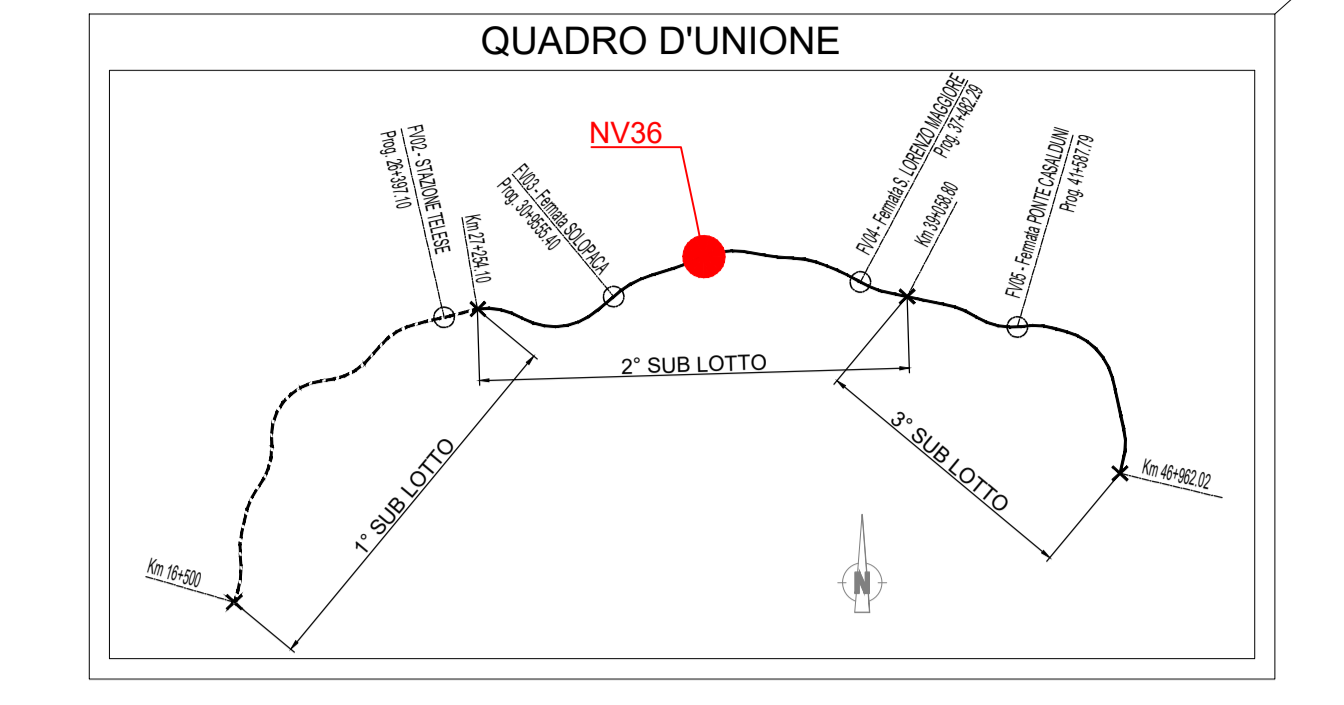 QUADRO D'UNIONE
NV36
FV02 - STAZIONE TELESE
Prog. 26+397.10
Km 27+254.10
FV03 - Fermata SOLOPACA
Prog. 30+9555.40
FV04 - Fermata S. LORENZO MAGGIORE
Prog. 37+482.29
Km 39+058.80
FV05 - Fermata PONTE CASALDUNI
Prog. 41+587.79
2° SUB LOTTO
1° SUB LOTTO
3° SUB LOTTO
Km 46+962.02
Km 16+500
N